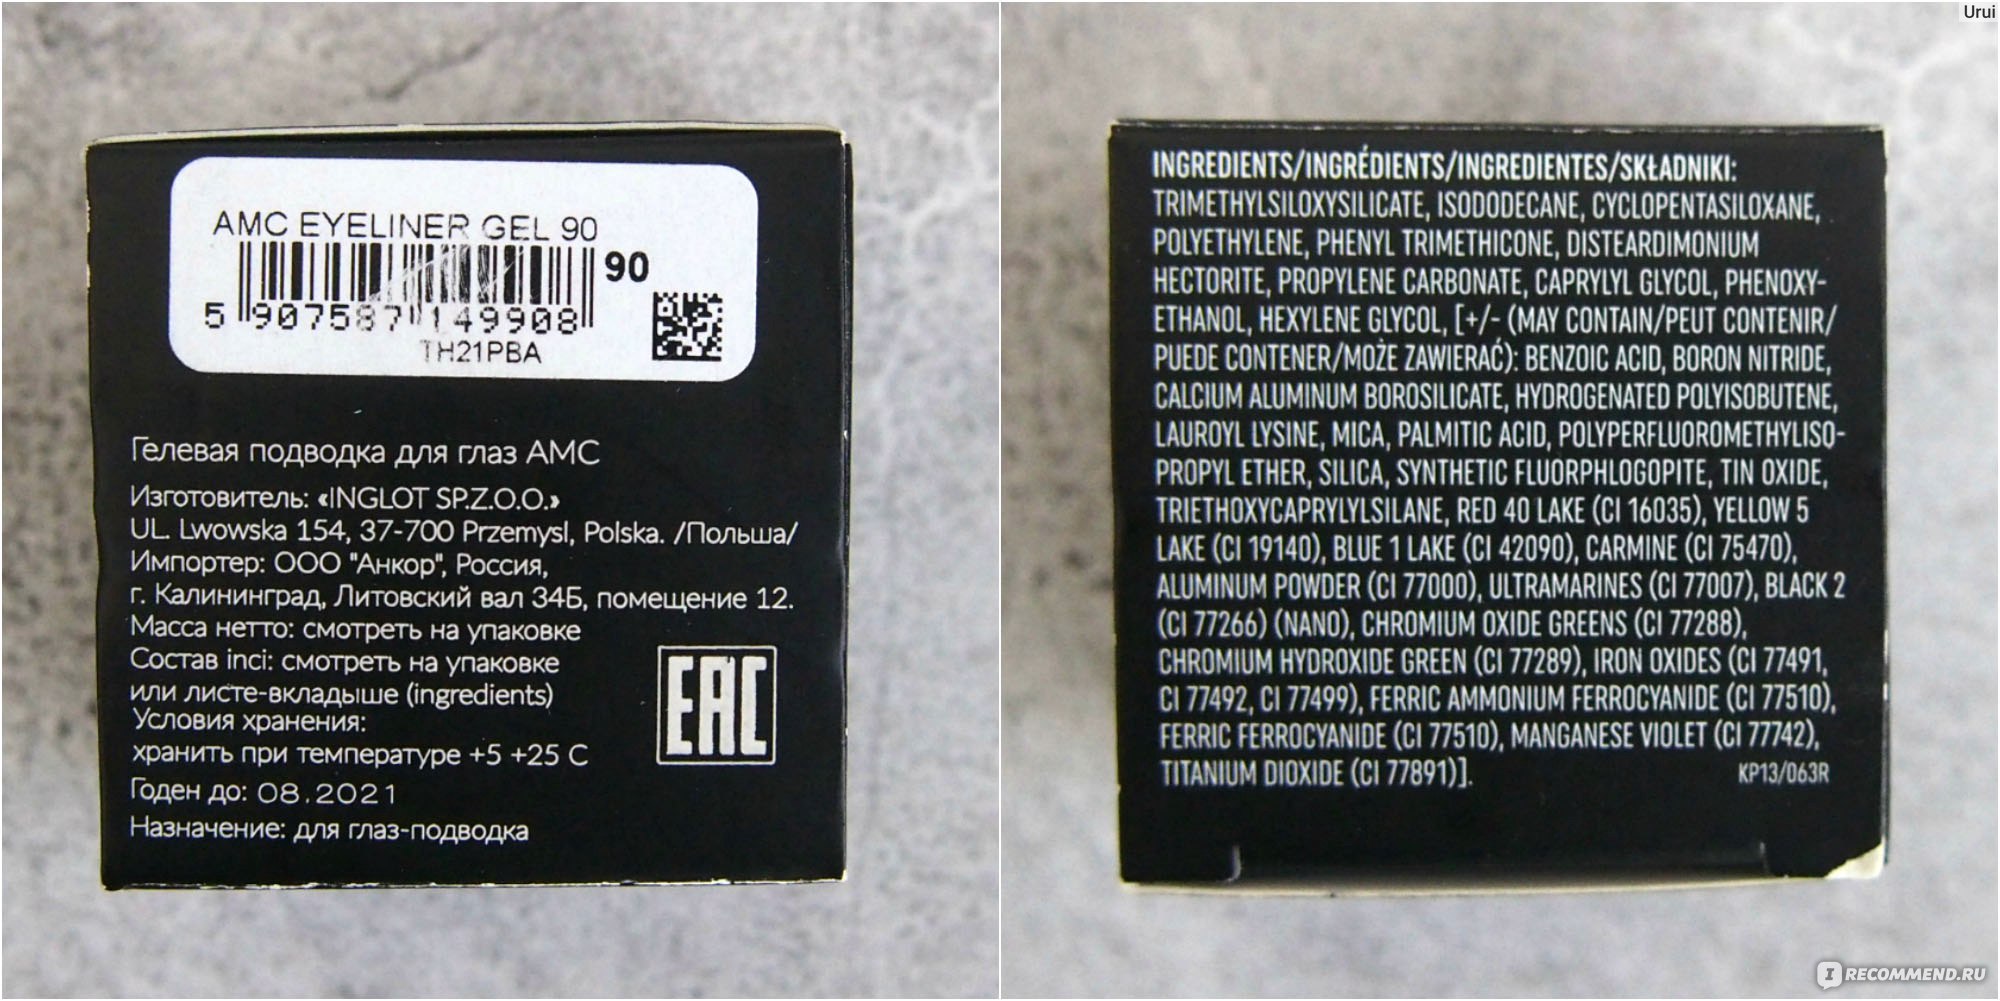 Urui
AMC EYELINER GEL 90
90
5 907587 149908
TH21PBA
Гелевая подводка для глаз AMC
Изготовитель: «INGLOT SP.Z.O.O.»
UL. Lwowska 154, 37-700 Przemysl, Polska. /Польша/
Импортер: ООО "Анкор", Россия,
г. Калининград, Литовский вал 34Б, помещение 12.
Масса нетто: смотреть на упаковке
Состав inci: смотреть на упаковке
или листе-вкладыше (ingredients)
Условия хранения:
хранить при температуре +5 +25 С
Годен до: 08.2021
Назначение: для глаз-подводка
EAC
INGREDIENTS/INGRÉDIENTS/INGREDIENTES/SKŁADNIKI:
TRIMETHYLSILOXYSILICATE, ISODODECANE, CYCLOPENTASILOXANE,
POLYETHYLENE, PHENYL TRIMETHICONE, DISTEARDIMONIUM
HECTORITE, PROPYLENE CARBONATE, CAPRYLYL GLYCOL, PHENOXY-
ETHANOL, HEXYLENE GLYCOL, [+/- (MAY CONTAIN/PEUT CONTENIR/
PUEDE CONTENER/MOŻE ZAWIERAĆ): BENZOIC ACID, BORON NITRIDE,
CALCIUM ALUMINUM BOROSILICATE, HYDROGENATED POLYISOBUTENE,
LAUROYL LYSINE, MICA, PALMITIC ACID, POLYPERFLUOROMETHYLISO-
PROPYL ETHER, SILICA, SYNTHETIC FLUORPHLOGOPITE, TIN OXIDE,
TRIETHOXYCAPRYLYLSILANE, RED 40 LAKE (CI 16035), YELLOW 5
LAKE (CI 19140), BLUE 1 LAKE (CI 42090), CARMINE (CI 75470),
ALUMINUM POWDER (CI 77000), ULTRAMARINES (CI 77007), BLACK 2
(CI 77266) (NANO), CHROMIUM OXIDE GREENS (CI 77288),
CHROMIUM HYDROXIDE GREEN (CI 77289), IRON OXIDES (CI 77491,
CI 77492, CI 77499), FERRIC AMMONIUM FERROCYANIDE (CI 77510),
FERRIC FERROCYANIDE (CI 77510), MANGANESE VIOLET (CI 77742),
TITANIUM DIOXIDE (CI 77891)].
KP13/063R
I RECOMMEND.RU